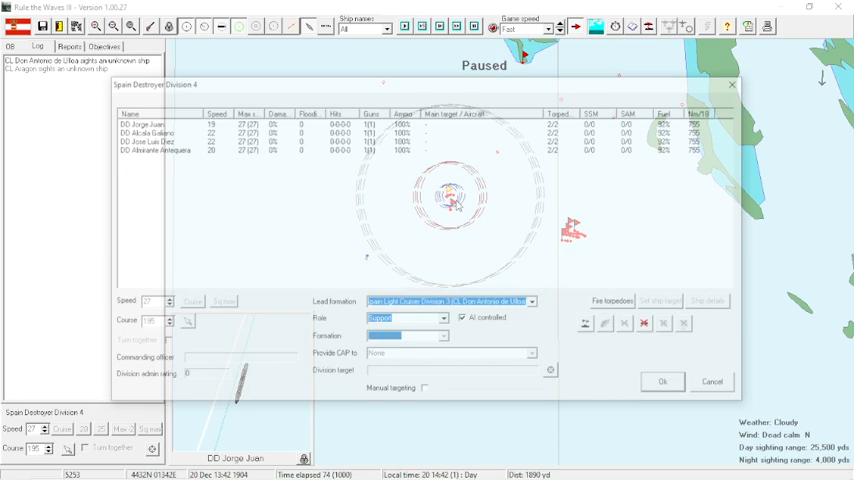 Rule the Waves III - Version 1.00.27
Ship names:
All
Game speed
5
OB Log Reports Objectives
CL Don Antonio de Ulloa sights an unknown ship
CL Aragon sights an unknown ship
Paused
Spain Destroyer Division 4
Name Speed Max s... Dama... Floodi... Hits Guns Ammo Main target / Aircraft Torped... SSM SAM Fuel Nm/1B
DD Jorge Juan 19 27 (27) 0% 0 0-0-0-0 1(1) 100% - 2/2 0/0 0/0 92% 755
DD Alcala Galiano 22 27 (27) 0% 0 0-0-0-0 1(1) 100% - 2/2 0/0 0/0 92% 755
DD Jose Luis Diez 22 27 (27) 0% 0 0-0-0-0 1(1) 100% - 2/2 0/0 0/0 92% 755
DD Almirante Antequera 20 27 (27) 0% 0 0-0-0-0 1(1) 100% - 2/2 0/0 0/0 92% 755
Speed 27 Cruise Sq max
Course 195
Turn together
Commanding officer
Division admin rating 0
Lead formation Spain Light Cruiser Division 3 (CL Don Antonio de Ulloa
Role Support AI controlled
Formation
Provide CAP to None
Division target
Manual targeting
Fire torpedoes Set ship target Ship details
Ok Cancel
Spain Destroyer Division 4
Speed 27 Cruise 20 25 Max-2 Sq max
Course 195 Turn together
DD Jorge Juan
Weather: Cloudy
Wind: Dead calm N
Day sighting range: 25,500 yds
Night sighting range: 4,000 yds
5253 4432N 01342E 20 Dec 13:42 1904 Time elapsed 74 (1000) Local time: 20 14:42 (1) : Day Dist: 1890 yd